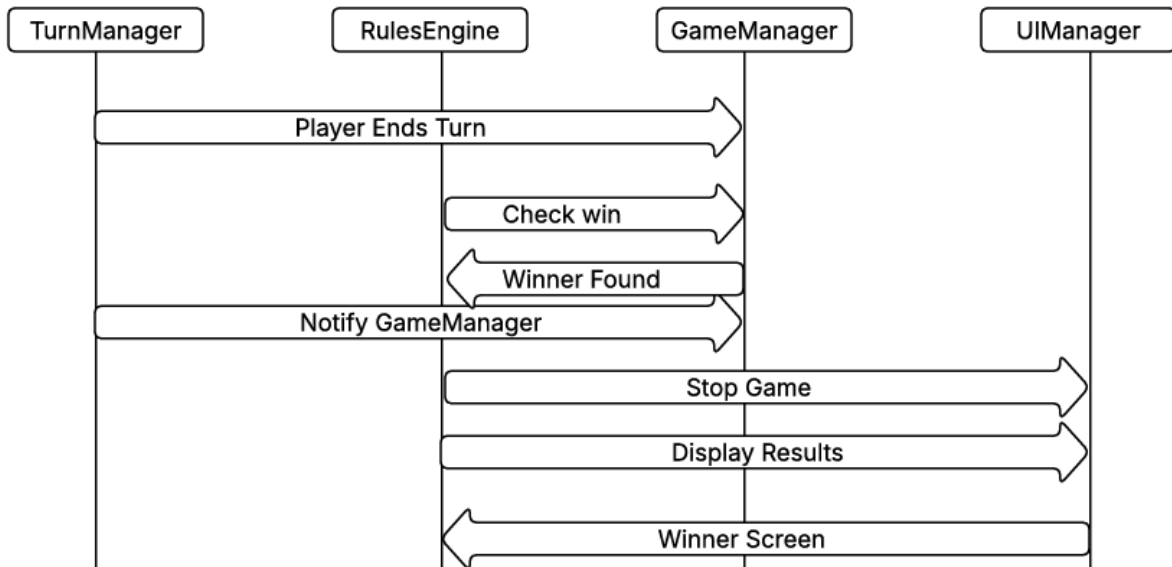 TurnManager
RulesEngine
GameManager
UIManager
Player Ends Turn
Check win
Winner Found
Notify GameManager
Stop Game
Display Results
Winner Screen